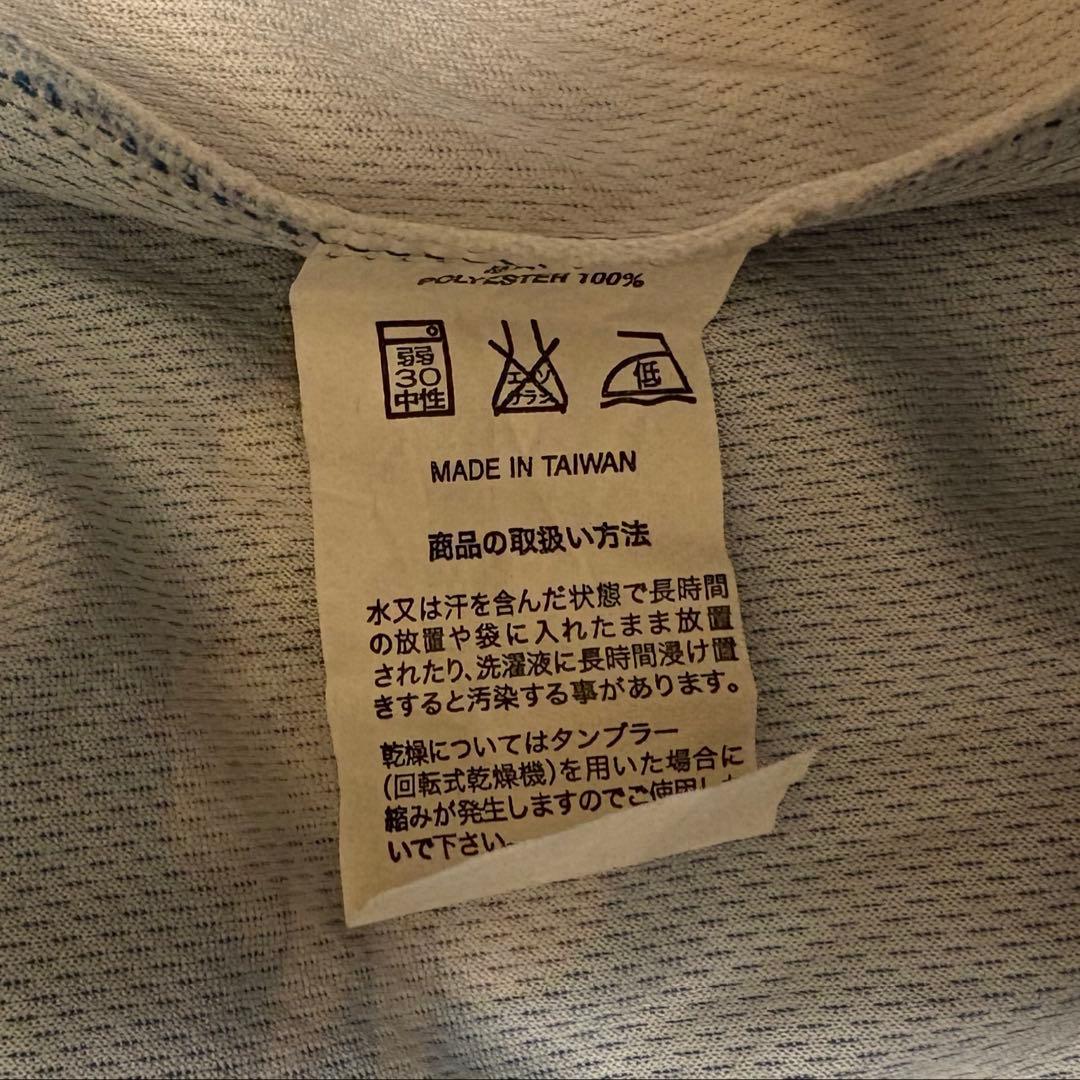 POLYESTER 100%
弱
30
中性
エンソ
サラシ
低
MADE IN TAIWAN
商品の取扱い方法
水又は汗を含んだ状態で長時間
の放置や袋に入れたまま放置
されたり、洗濯液に長時間浸け置
きすると汚染する事があります。
乾燥についてはタンブラー
(回転式乾燥機)を用いた場合に
縮みが発生しますのでご使用し
いで下さい。